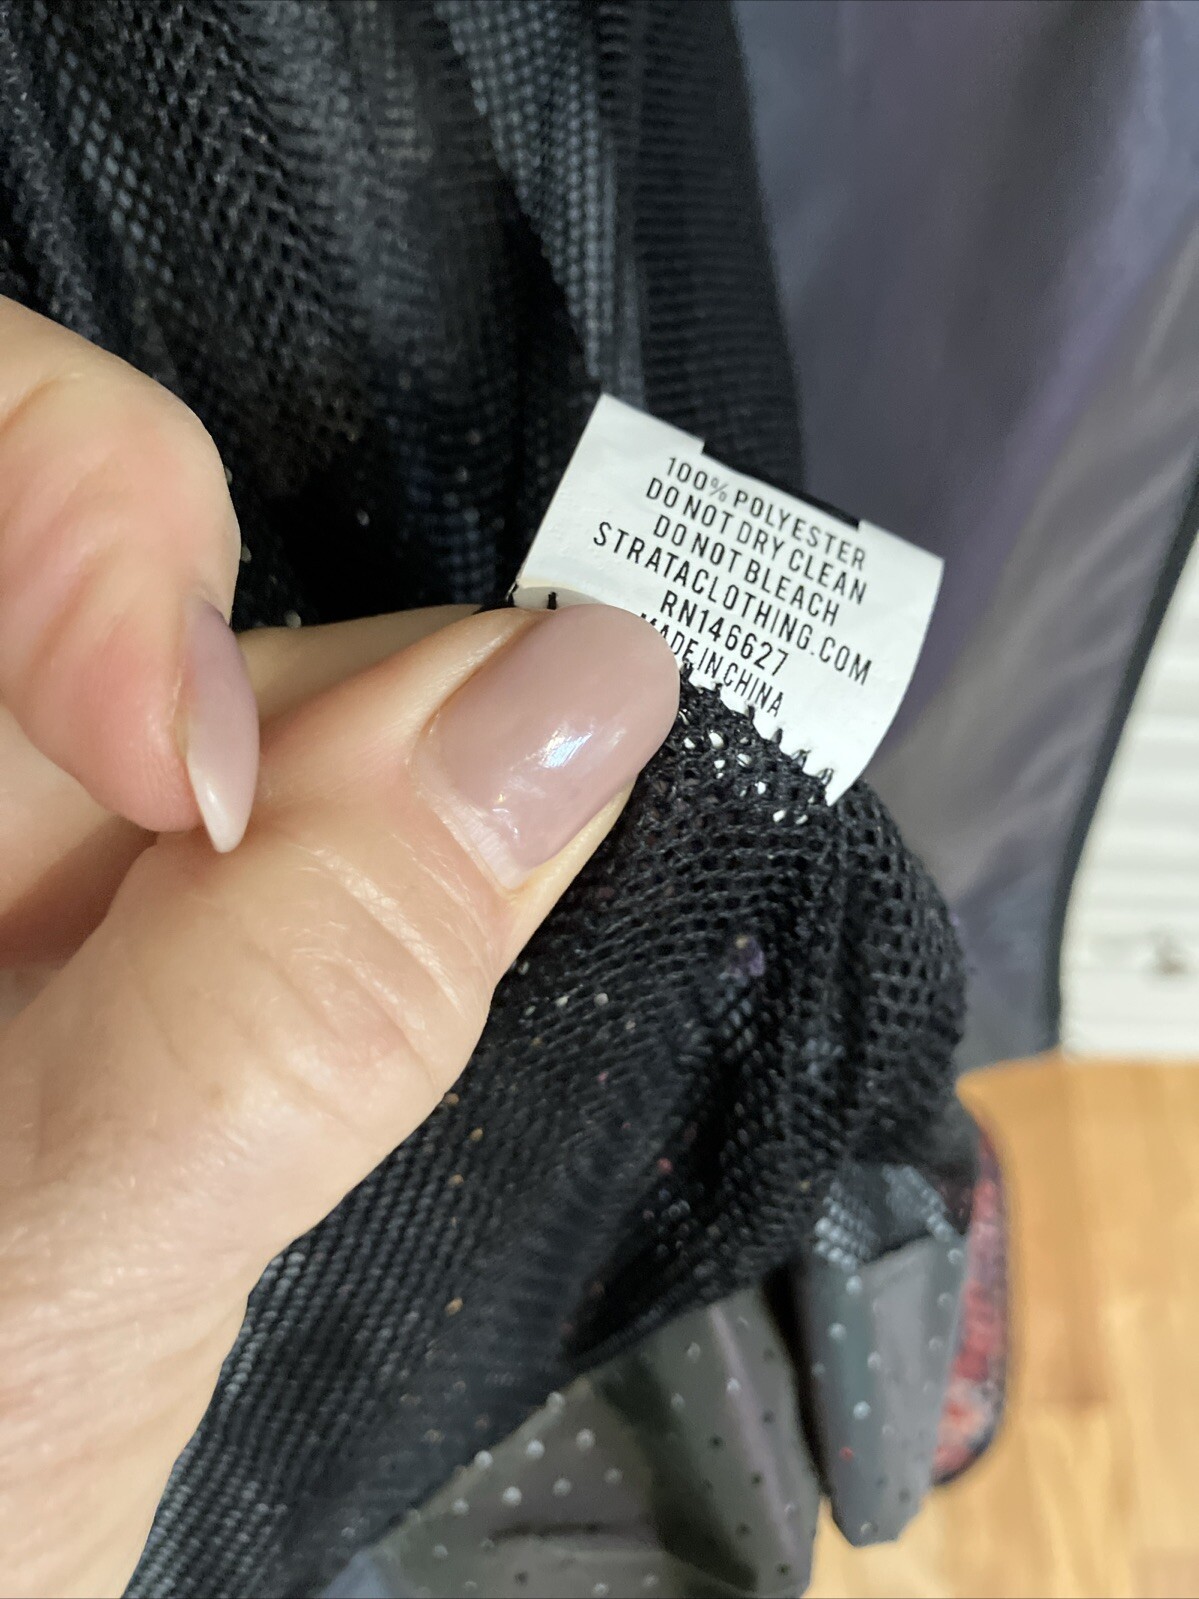 100% POLYESTER
DO NOT DRY CLEAN
DO NOT BLEACH
STRATACLOTHING.COM
RN146627
MADE IN CHINA